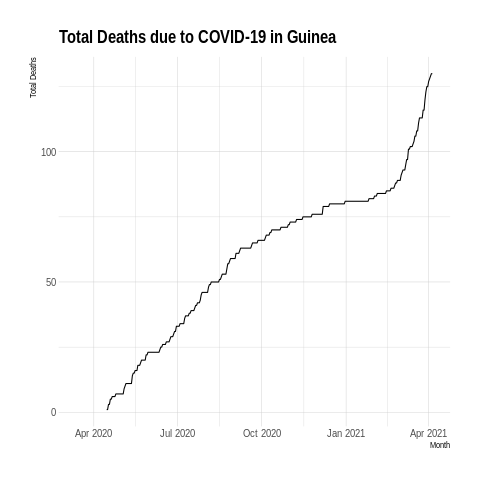 Total Deaths due to COVID-19 in Guinea
Total Deaths
100
50
0
Apr 2020 Jul 2020 Oct 2020 Jan 2021 Apr 2021
Month